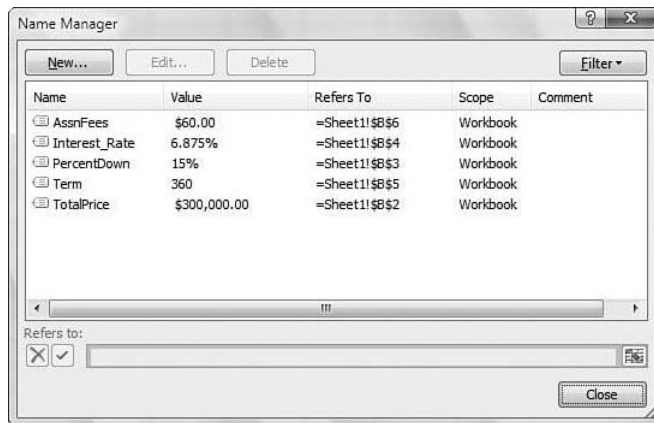 Name Manager
New... Edit... Delete Filter
Name Value Refers To Scope Comment
AssnFees $60.00 =Sheet1!$B$6 Workbook
Interest_Rate 6.875% =Sheet1!$B$4 Workbook
PercentDown 15% =Sheet1!$B$3 Workbook
Term 360 =Sheet1!$B$5 Workbook
TotalPrice $300,000.00 =Sheet1!$B$2 Workbook
Refers to:
Close